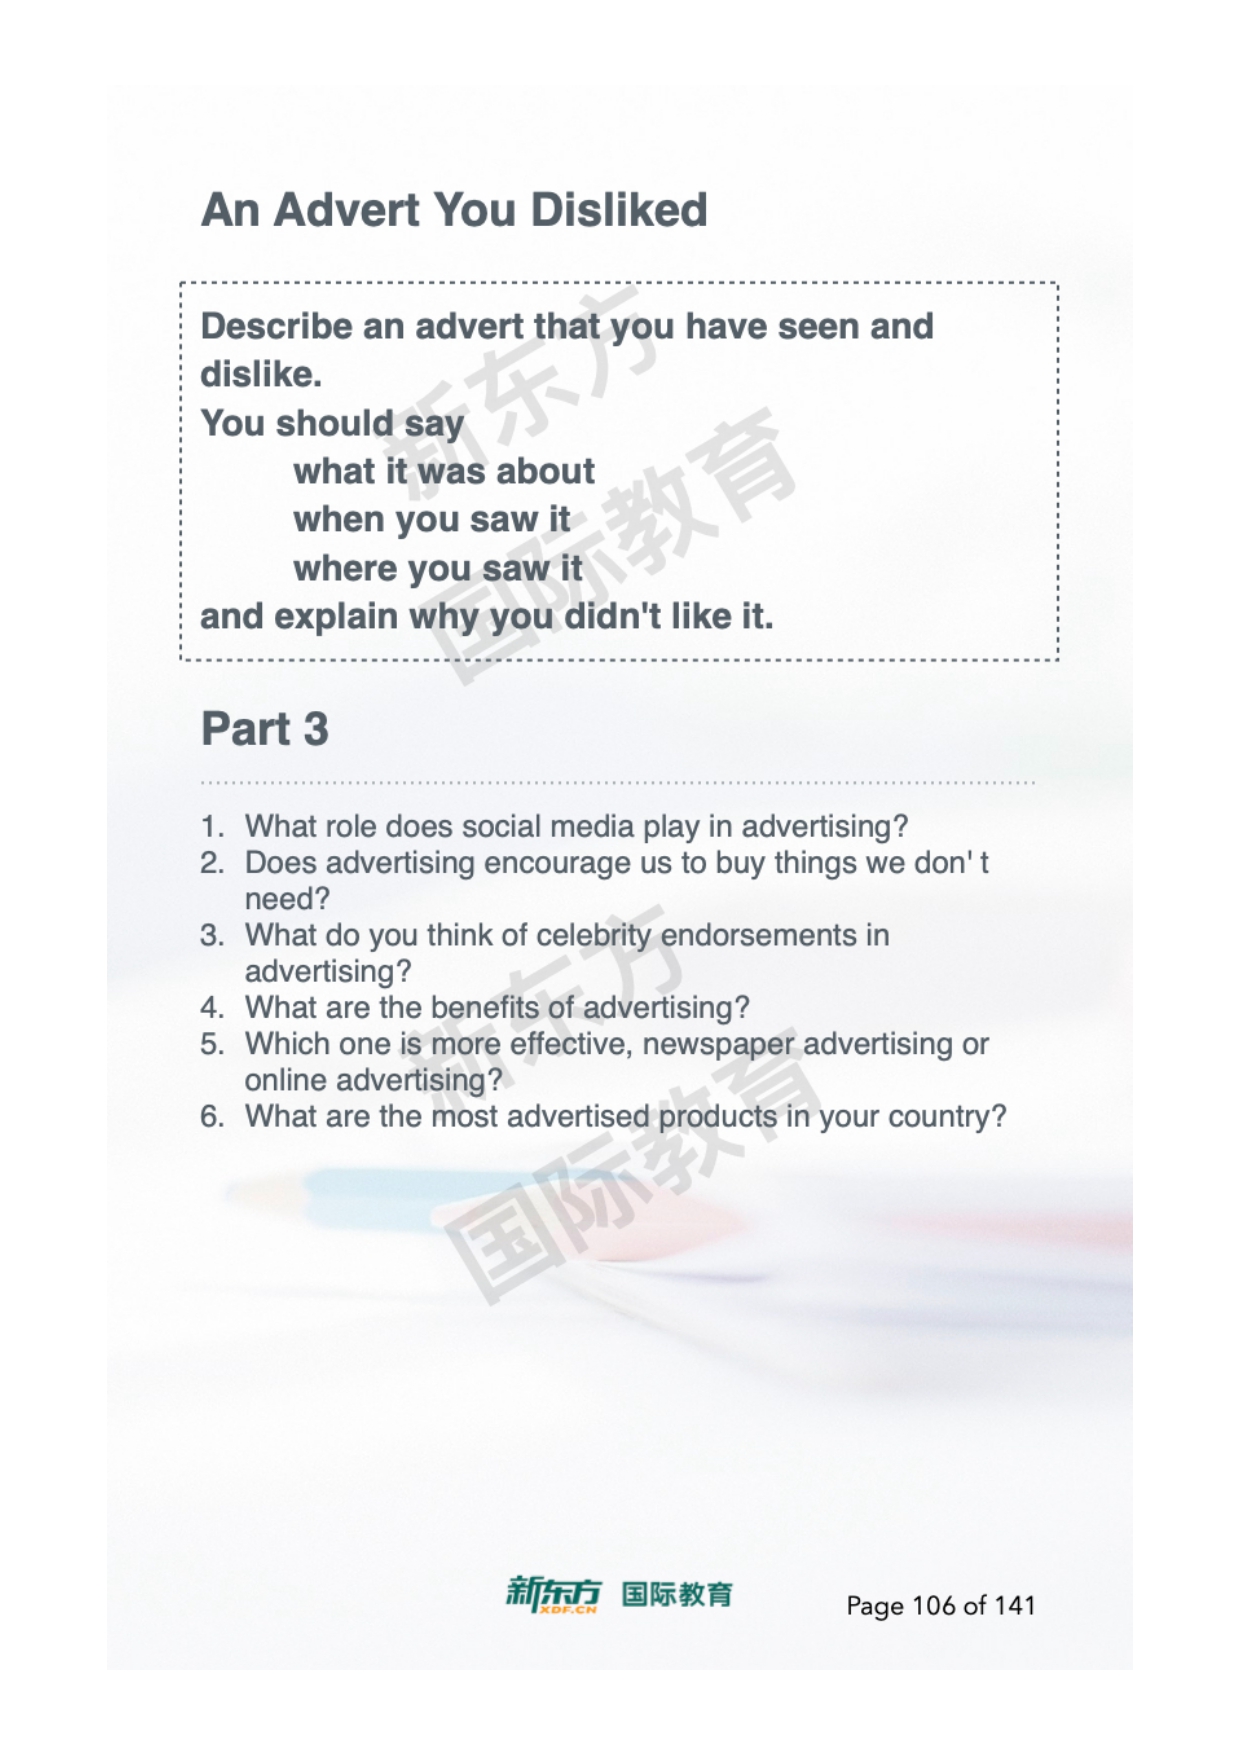 An Advert You Disliked
Describe an advert that you have seen and
dislike.
You should say
what it was about
when you saw it
where you saw it
and explain why you didn't like it.
新东方
国际教育
Part 3
1. What role does social media play in advertising?
2. Does advertising encourage us to buy things we don' t
need?
3. What do you think of celebrity endorsements in
advertising?
4. What are the benefits of advertising?
5. Which one is more effective, newspaper advertising or
online advertising?
6. What are the most advertised products in your country?
新东方
国际教育
新东方 国际教育
XDF.CN
Page 106 of 141